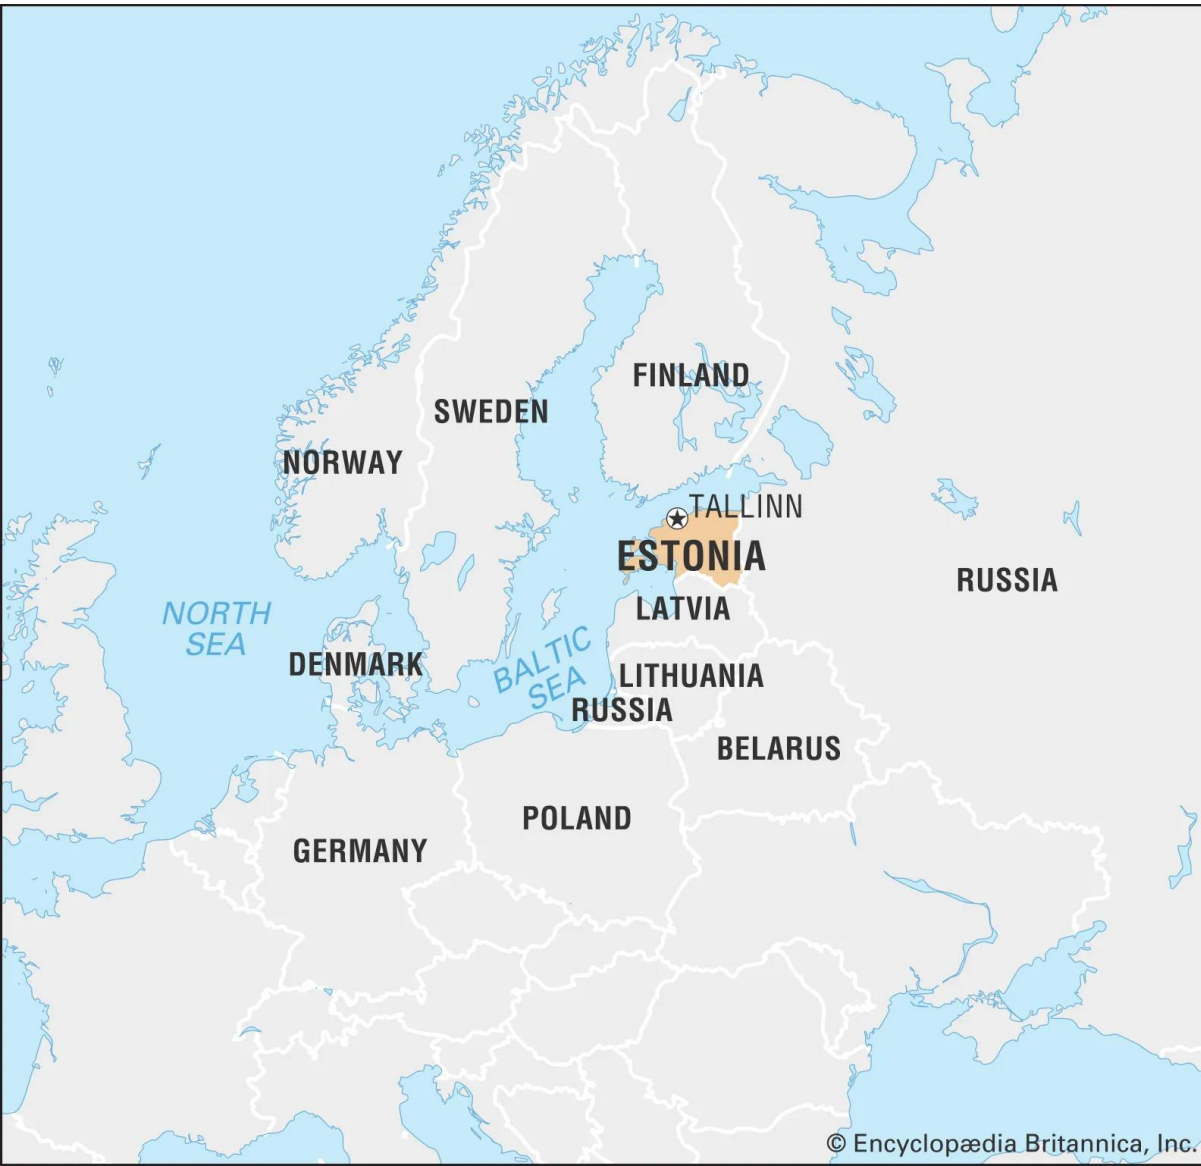 FINLAND
SWEDEN
NORWAY
TALLINN
ESTONIA
RUSSIA
LATVIA
NORTH
SEA
DENMARK
BALTIC
SEA
LITHUANIA
RUSSIA
BELARUS
POLAND
GERMANY
© Encyclopædia Britannica, Inc.